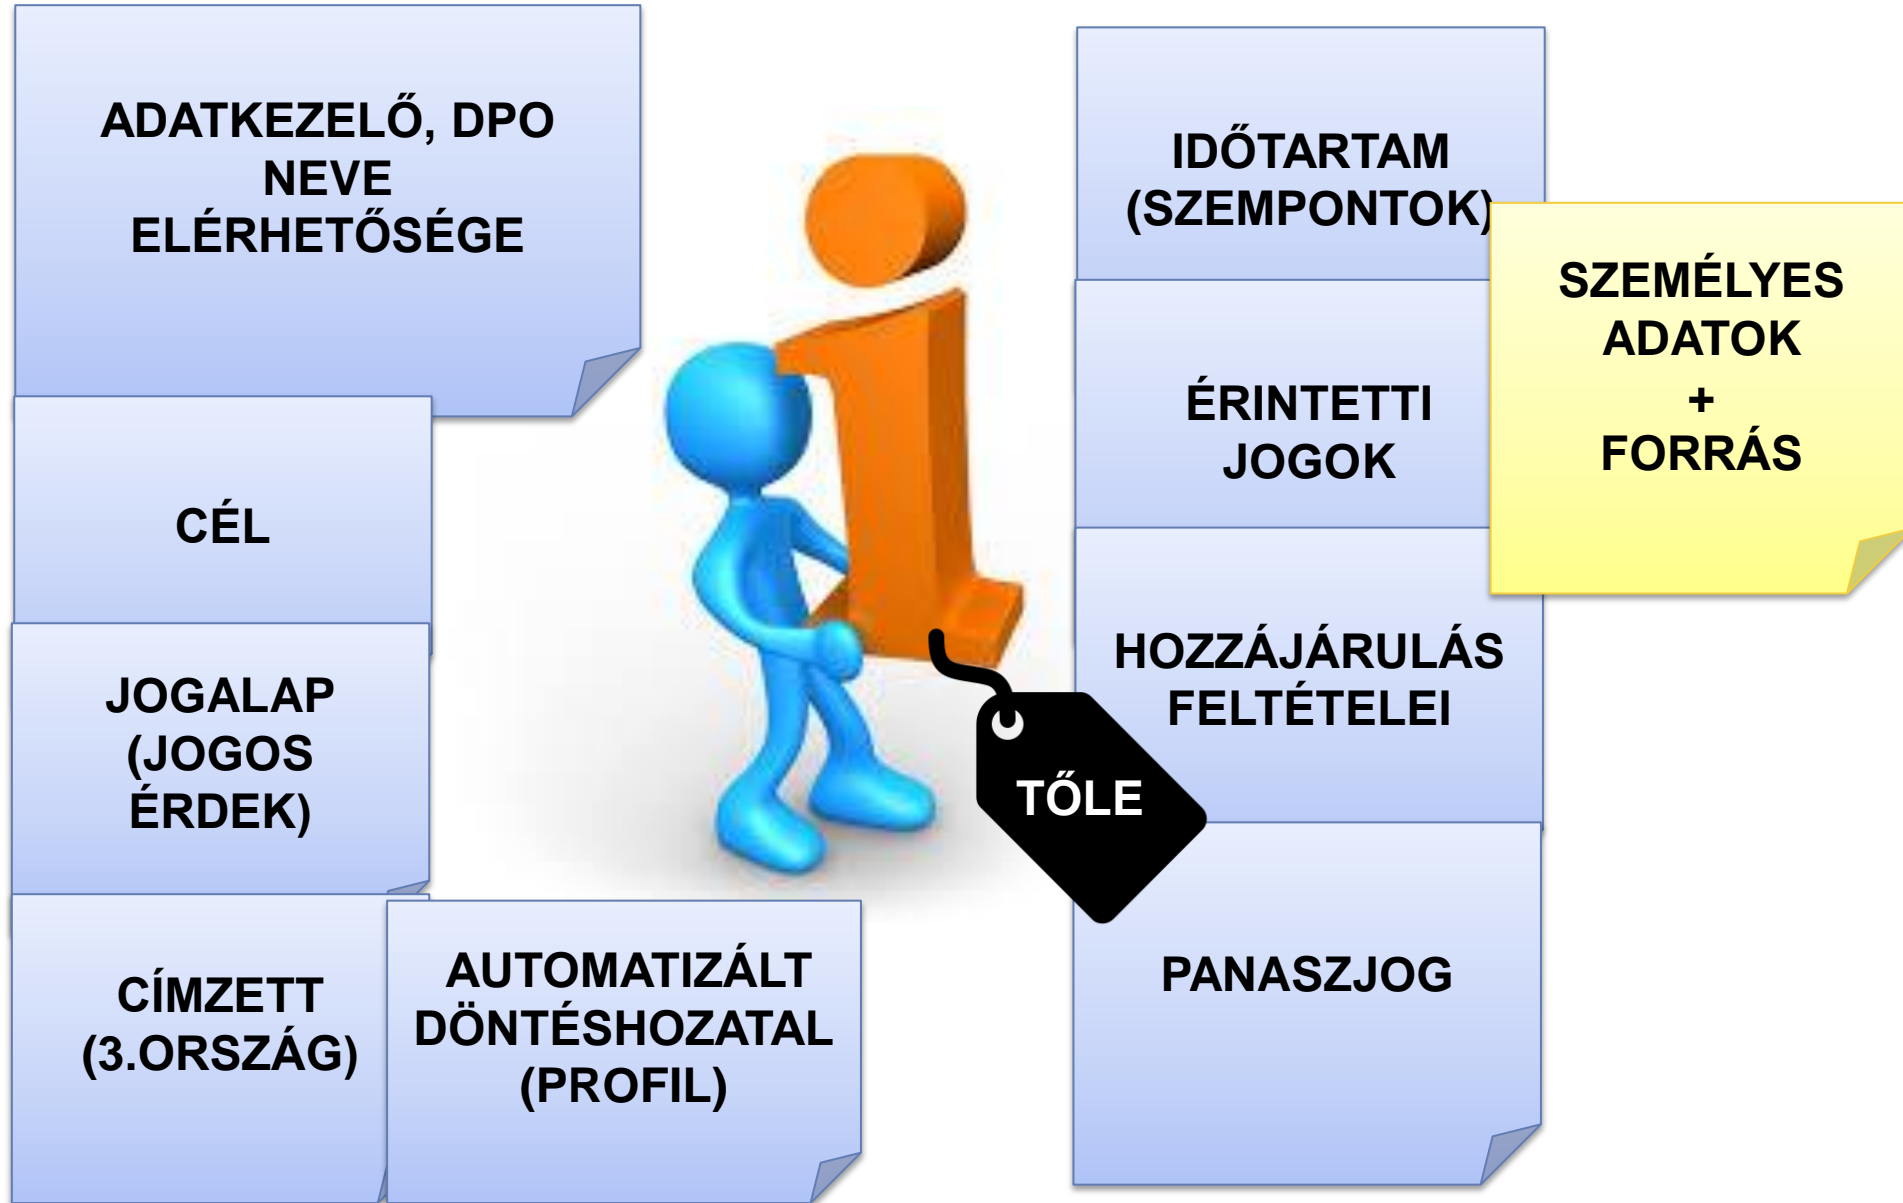 ADATKEZELŐ, DPO
NEVE
ELÉRHETŐSÉGE
CÉL
JOGALAP
(JOGOS
ÉRDEK)
CÍMZETT
(3.ORSZÁG)
AUTOMATIZÁLT
DÖNTÉSHOZATAL
(PROFIL)
TŐLE
IDŐTARTAM
(SZEMPONTOK)
ÉRINTETTI
JOGOK
HOZZÁJÁRULÁS
FELTÉTELEI
PANASZJOG
SZEMÉLYES
ADATOK
+
FORRÁS